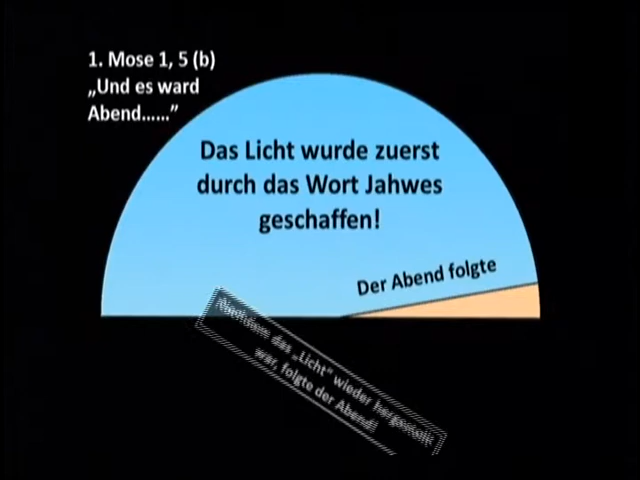 1. Mose 1, 5 (b)
„Und es ward
Abend......”
Das Licht wurde zuerst
durch das Wort Jahwes
geschaffen!
Der Abend folgte
Nachdem das „Licht“ wieder hergestellt
war, folgte der Abend!